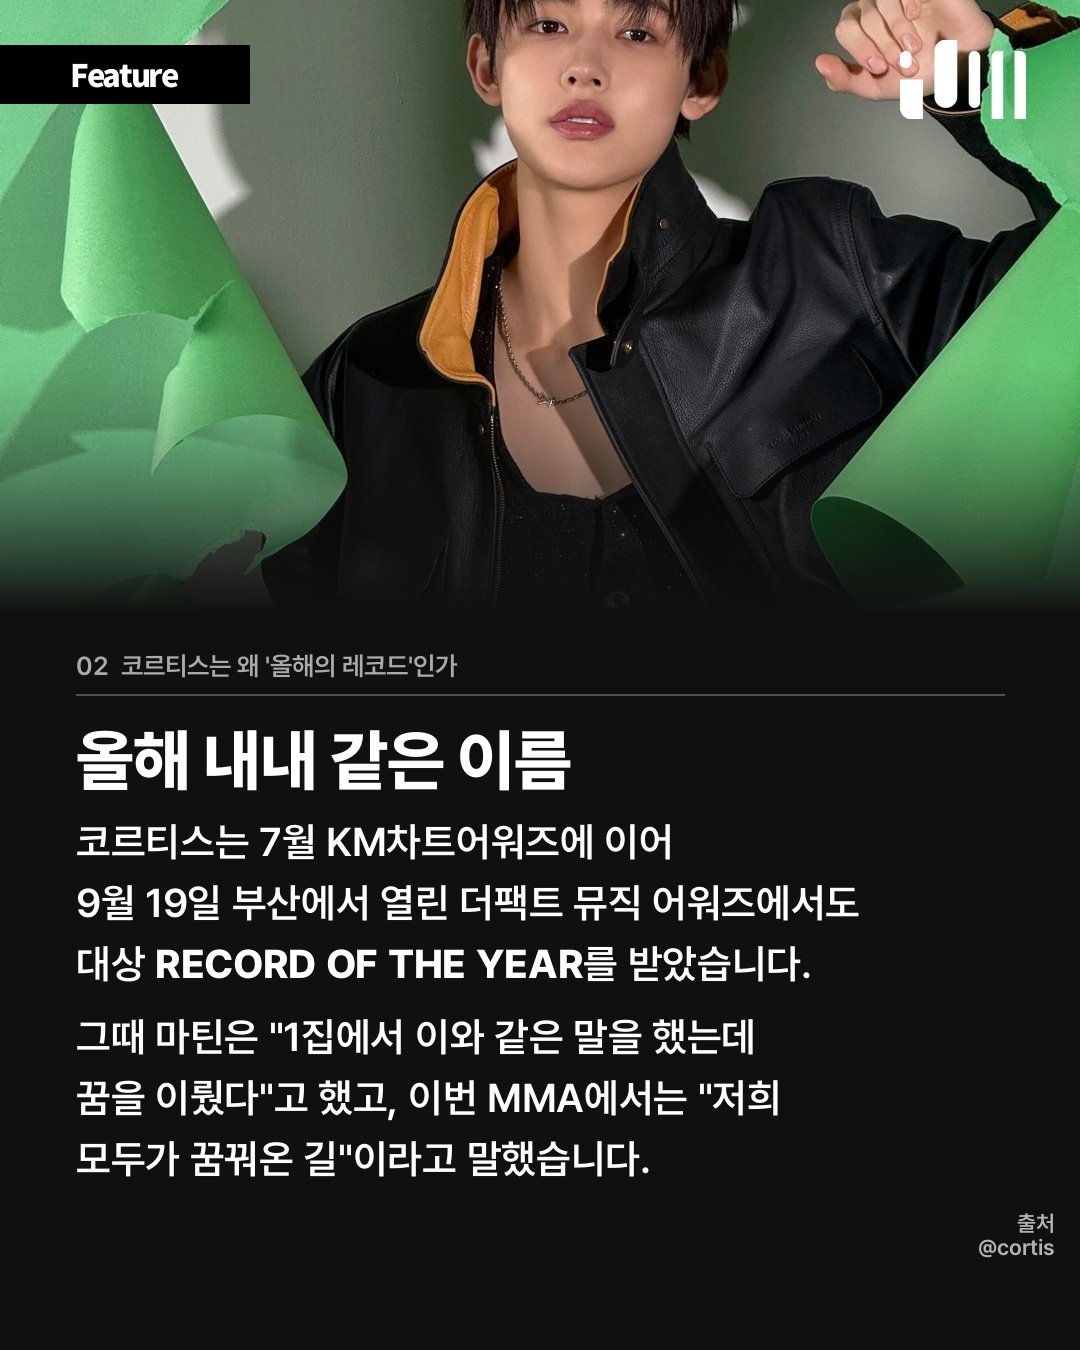 Feature
02 코르티스는 왜 '올해의 레코드'인가
올해 내내 같은 이름
코르티스는 7월 KM차트어워즈에 이어
9월 19일 부산에서 열린 더팩트 뮤직 어워즈에서도
대상 RECORD OF THE YEAR를 받았습니다.
그때 마틴은 "1집에서 이와 같은 말을 했는데
꿈을 이뤘다"고 했고, 이번 MMA에서는 "저희
모두가 꿈꿔온 길"이라고 말했습니다.
출처
@cortis